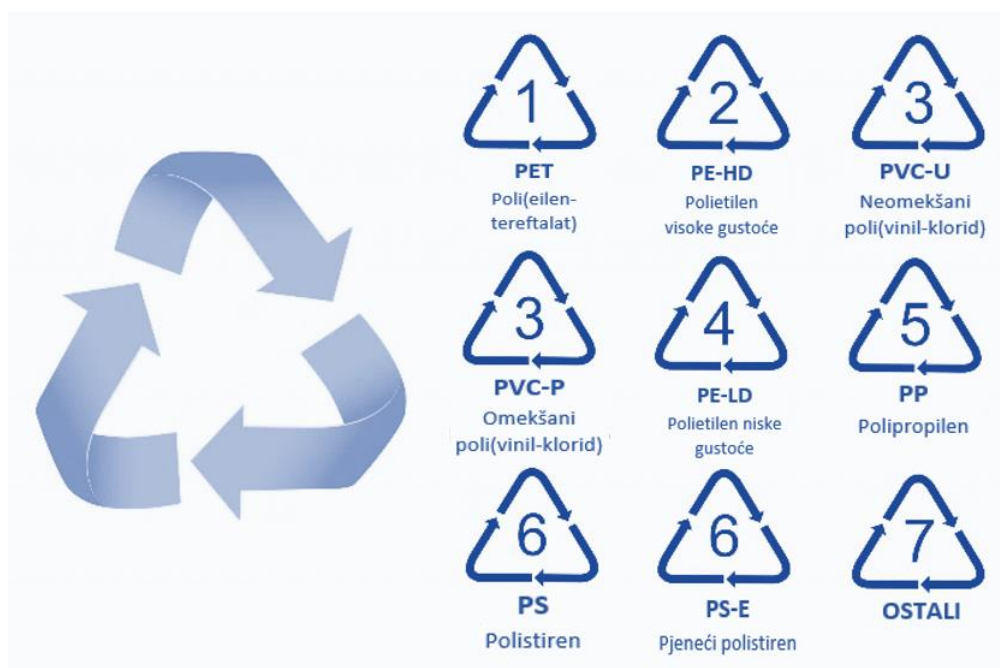 1
PET
Poli(eilen-
tereftalat)
2
PE-HD
Polietilen
visoke gustoće
3
PVC-U
Neomekšani
poli(vinil-klorid)
3
PVC-P
Omekšani
poli(vinil-klorid)
4
PE-LD
Polietilen niske
gustoće
5
PP
Polipropilen
6
PS
Polistiren
6
PS-E
Pjeneći polistiren
7
OSTALI